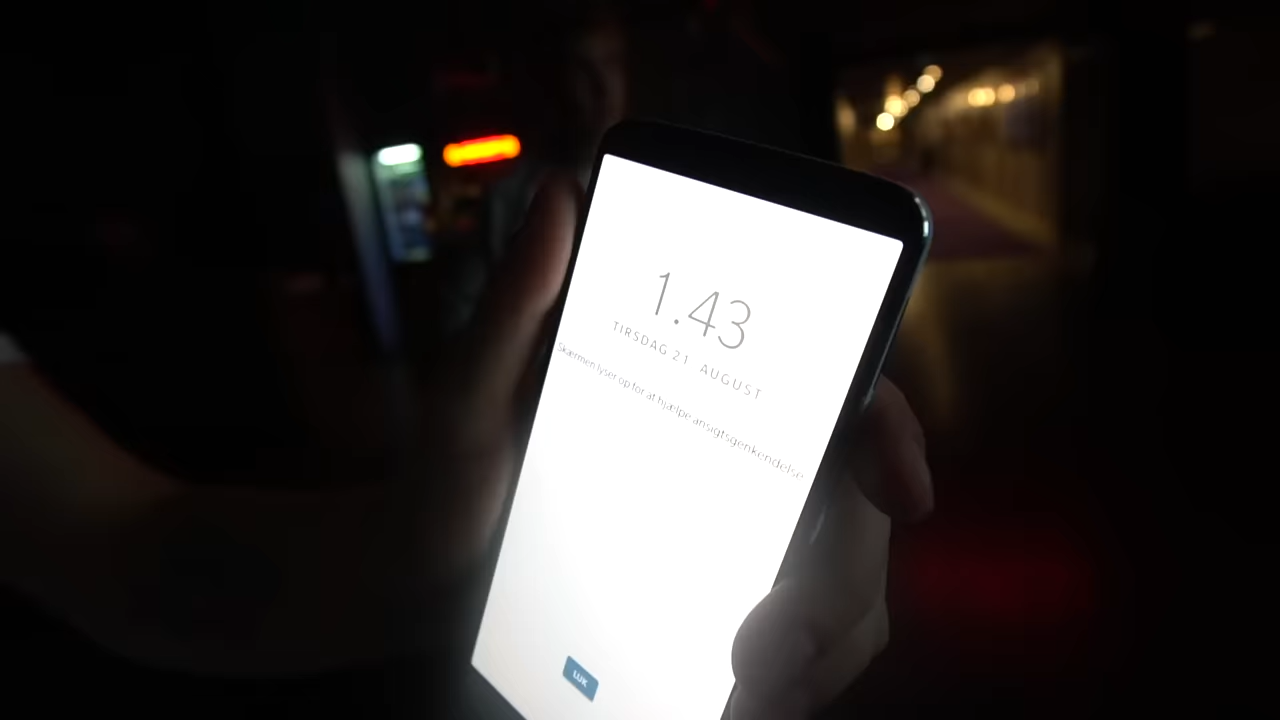 1.43
TIRSDAG 21 AUGUST
Skærmen lyser op for at hjælpe ansigtsgenkendelse
LUK